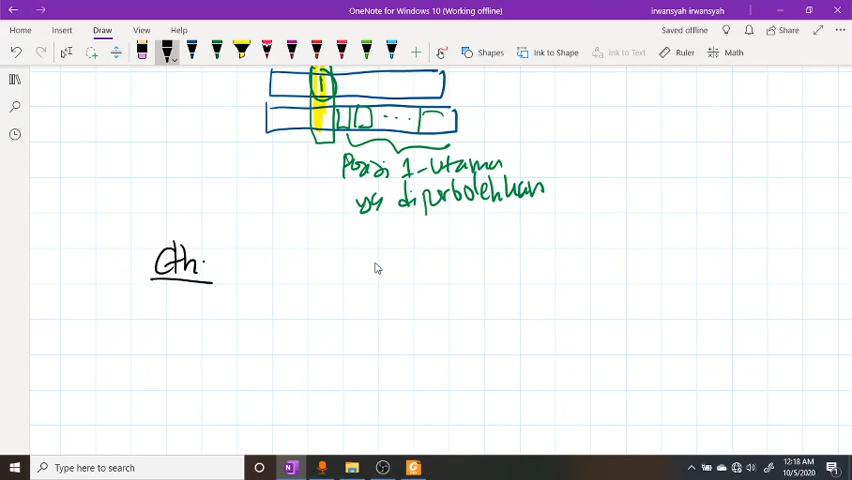 OneNote for Windows 10 (Working offline)
irwansyah irwansyah
Home Insert Draw View Help
Saved offline Share
Shapes Ink to Shape Ink to Text Ruler Math
1
Posisi 1-utama
yg diperbolehkan
Cth.
Type here to search
12:18 AM
10/5/2020